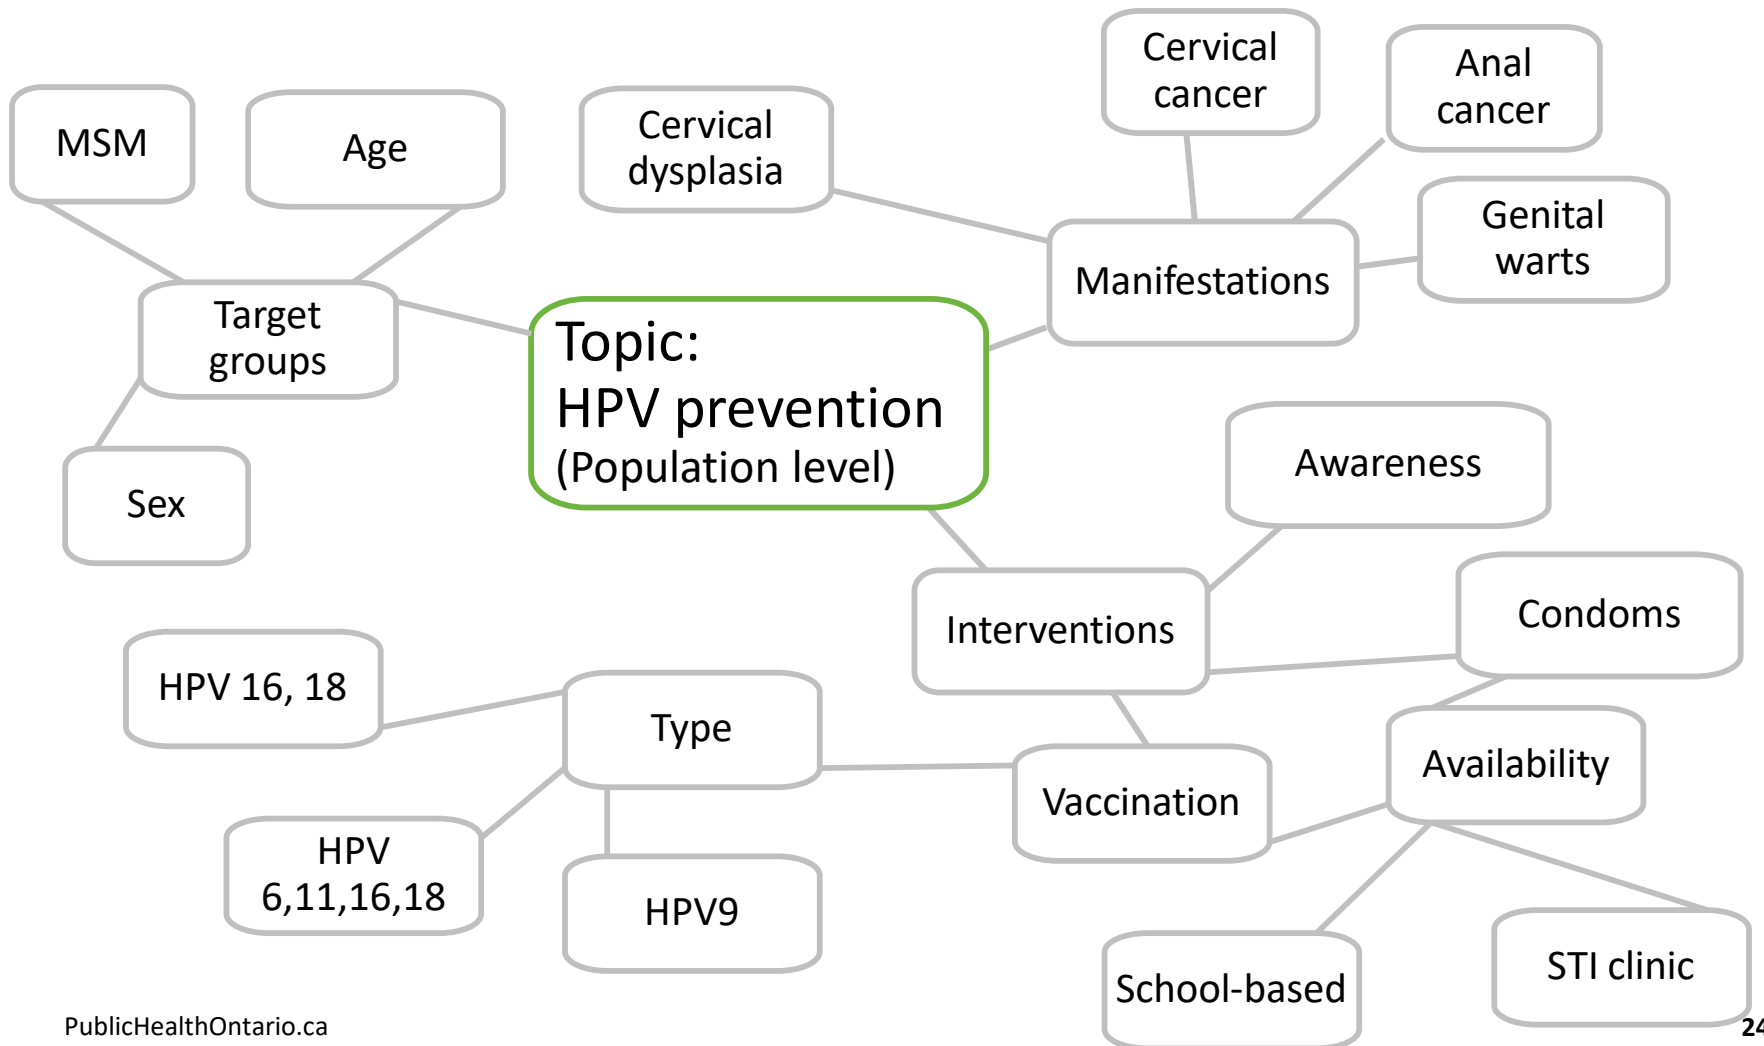 Cervical
cancer
Anal
cancer
MSM
Age
Cervical
dysplasia
Genital
warts
Manifestations
Target
groups
Topic:
HPV prevention
(Population level)
Awareness
Sex
Condoms
Interventions
HPV 16, 18
Type
Availability
Vaccination
HPV
6,11,16,18
HPV9
School-based
STI clinic
PublicHealthOntario.ca
24